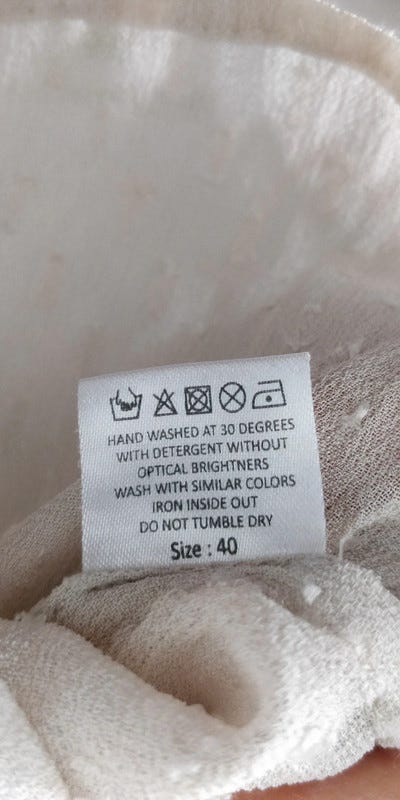 HAND WASHED AT 30 DEGREES
WITH DETERGENT WITHOUT
OPTICAL BRIGHTNERS
WASH WITH SIMILAR COLORS
IRON INSIDE OUT
DO NOT TUMBLE DRY
Size : 40